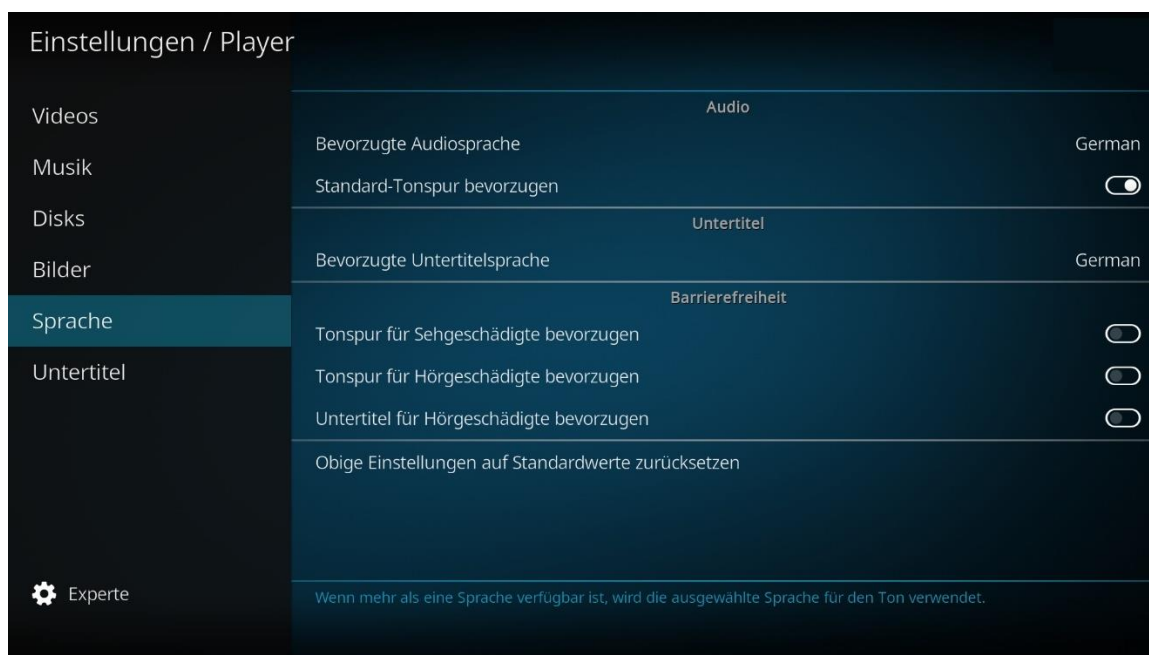 Einstellungen / Player
Videos
Musik
Disks
Bilder
Sprache
Untertitel
Experte
Audio
Bevorzugte Audiosprache German
Standard-Tonspur bevorzugen
Untertitel
Bevorzugte Untertitelsprache German
Barrierefreiheit
Tonspur für Sehgeschädigte bevorzugen
Tonspur für Hörgeschädigte bevorzugen
Untertitel für Hörgeschädigte bevorzugen
Obige Einstellungen auf Standardwerte zurücksetzen
Wenn mehr als eine Sprache verfügbar ist, wird die ausgewählte Sprache für den Ton verwendet.